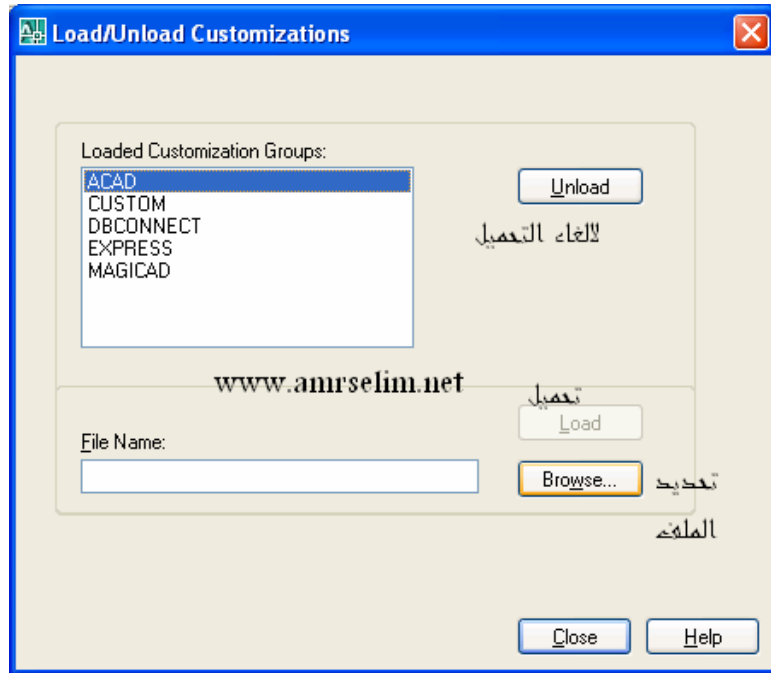 Load/Unload Customizations
Loaded Customization Groups:
ACAD
CUSTOM
DBCONNECT
EXPRESS
MAGICAD
Unload
لالغاء التحميل
www.amrselim.net
تحميل
Load
File Name:
Browse...
تحديد
الملف
Close
Help